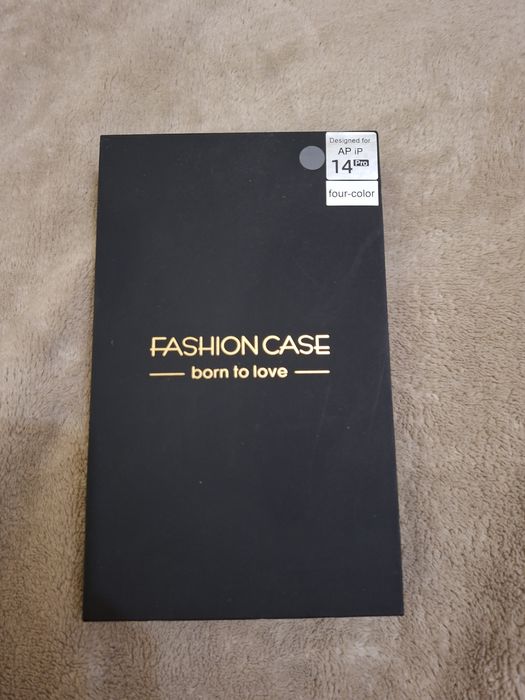 Designed for
AP iP
14 Pro
four-color
FASHION CASE
born to love